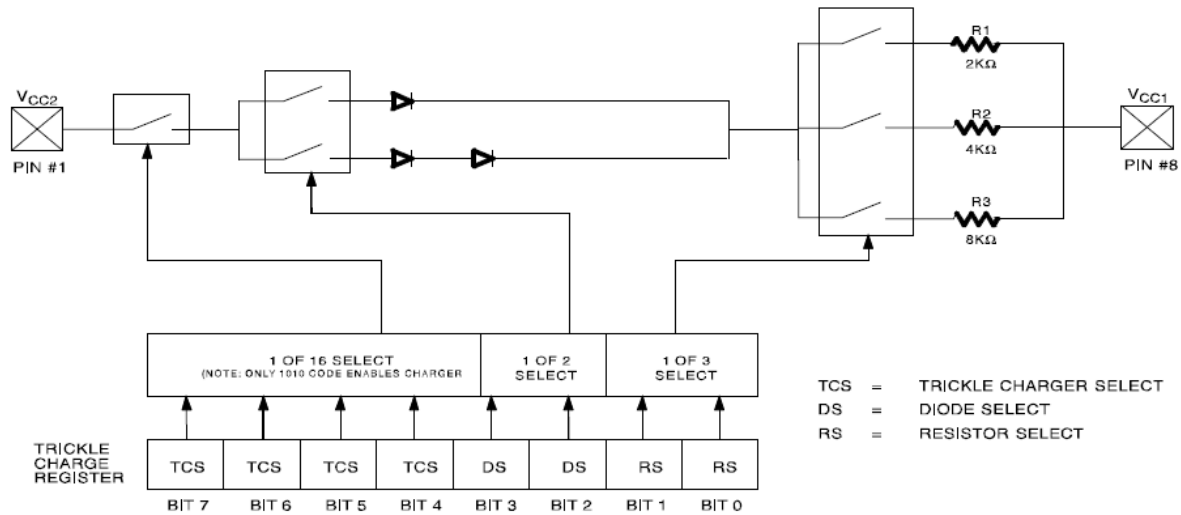 R1
2KΩ
VCC2
PIN #1
VCC1
PIN #8
R2
4KΩ
R3
8KΩ
1 OF 16 SELECT
(NOTE: ONLY 1010 CODE ENABLES CHARGER
1 OF 2
SELECT
1 OF 3
SELECT
TCS = TRICKLE CHARGER SELECT
DS = DIODE SELECT
RS = RESISTOR SELECT
TRICKLE
CHARGE
REGISTER
TCS TCS TCS TCS DS DS RS RS
BIT 7 BIT 6 BIT 5 BIT 4 BIT 3 BIT 2 BIT 1 BIT 0